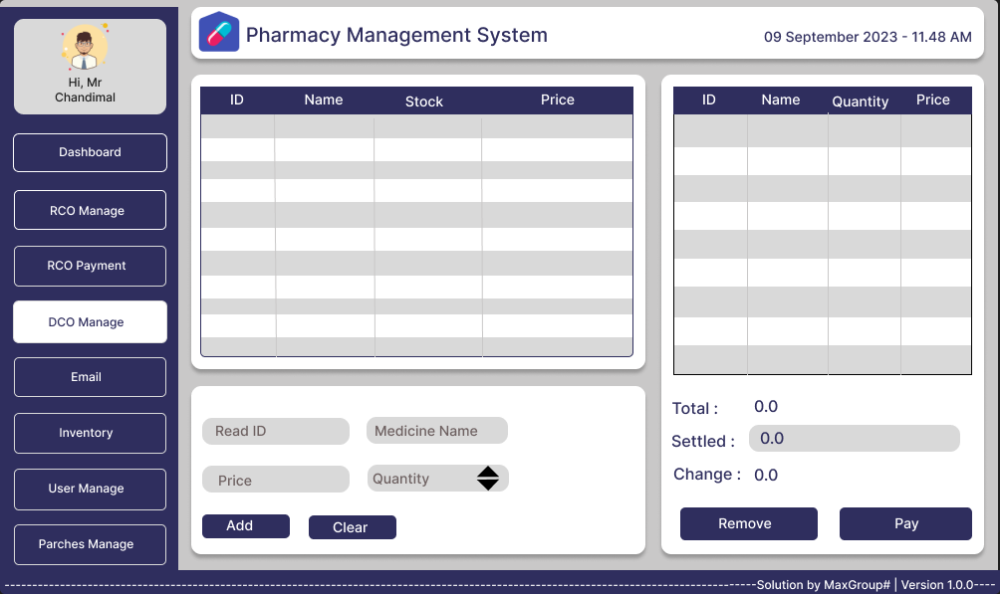 Hi, Mr
Chandimal
Dashboard
RCO Manage
RCO Payment
DCO Manage
Email
Inventory
User Manage
Parches Manage
Pharmacy Management System
09 September 2023 - 11.48 AM
ID Name Stock Price
Read ID Medicine Name
Price Quantity
Add Clear
ID Name Quantity Price
Total : 0.0
Settled : 0.0
Change : 0.0
Remove Pay
Solution by MaxGroup# | Version 1.0.0